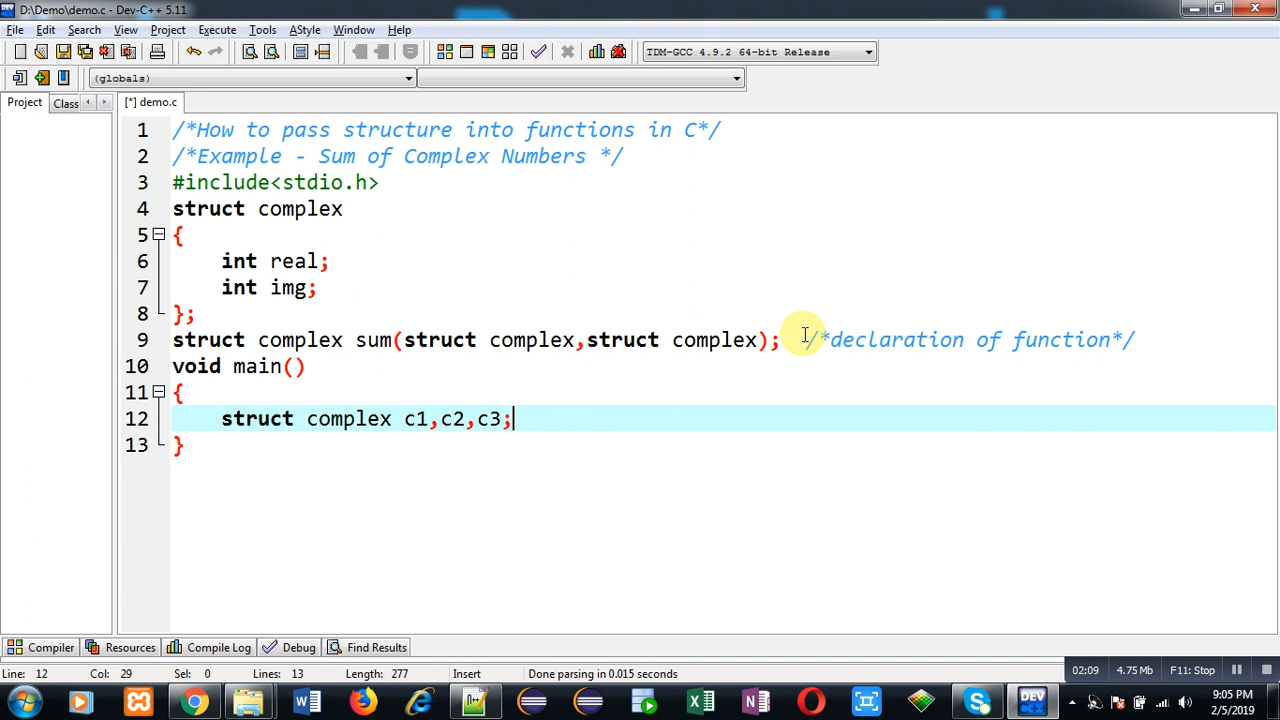 D:\Demo\demo.c - Dev-C++ 5.11
File Edit Search View Project Execute Tools AStyle Window Help
TDM-GCC 4.9.2 64-bit Release
(globals)
Project Class [*] demo.c
1 /*How to pass structure into functions in C*/
2 /*Example - Sum of Complex Numbers */
3 #include<stdio.h>
4 struct complex
5 {
6 int real;
7 int img;
8 };
9 struct complex sum(struct complex,struct complex); /*declaration of function*/
10 void main()
11 {
12 struct complex c1,c2,c3;
13 }
Compiler Resources Compile Log Debug Find Results
Line: 12 Col: 29 Sel: 0 Lines: 13 Length: 277 Insert Done parsing in 0.015 seconds
02:09 4.75 Mb F11: Stop
DEV
9:05 PM
2/5/2019